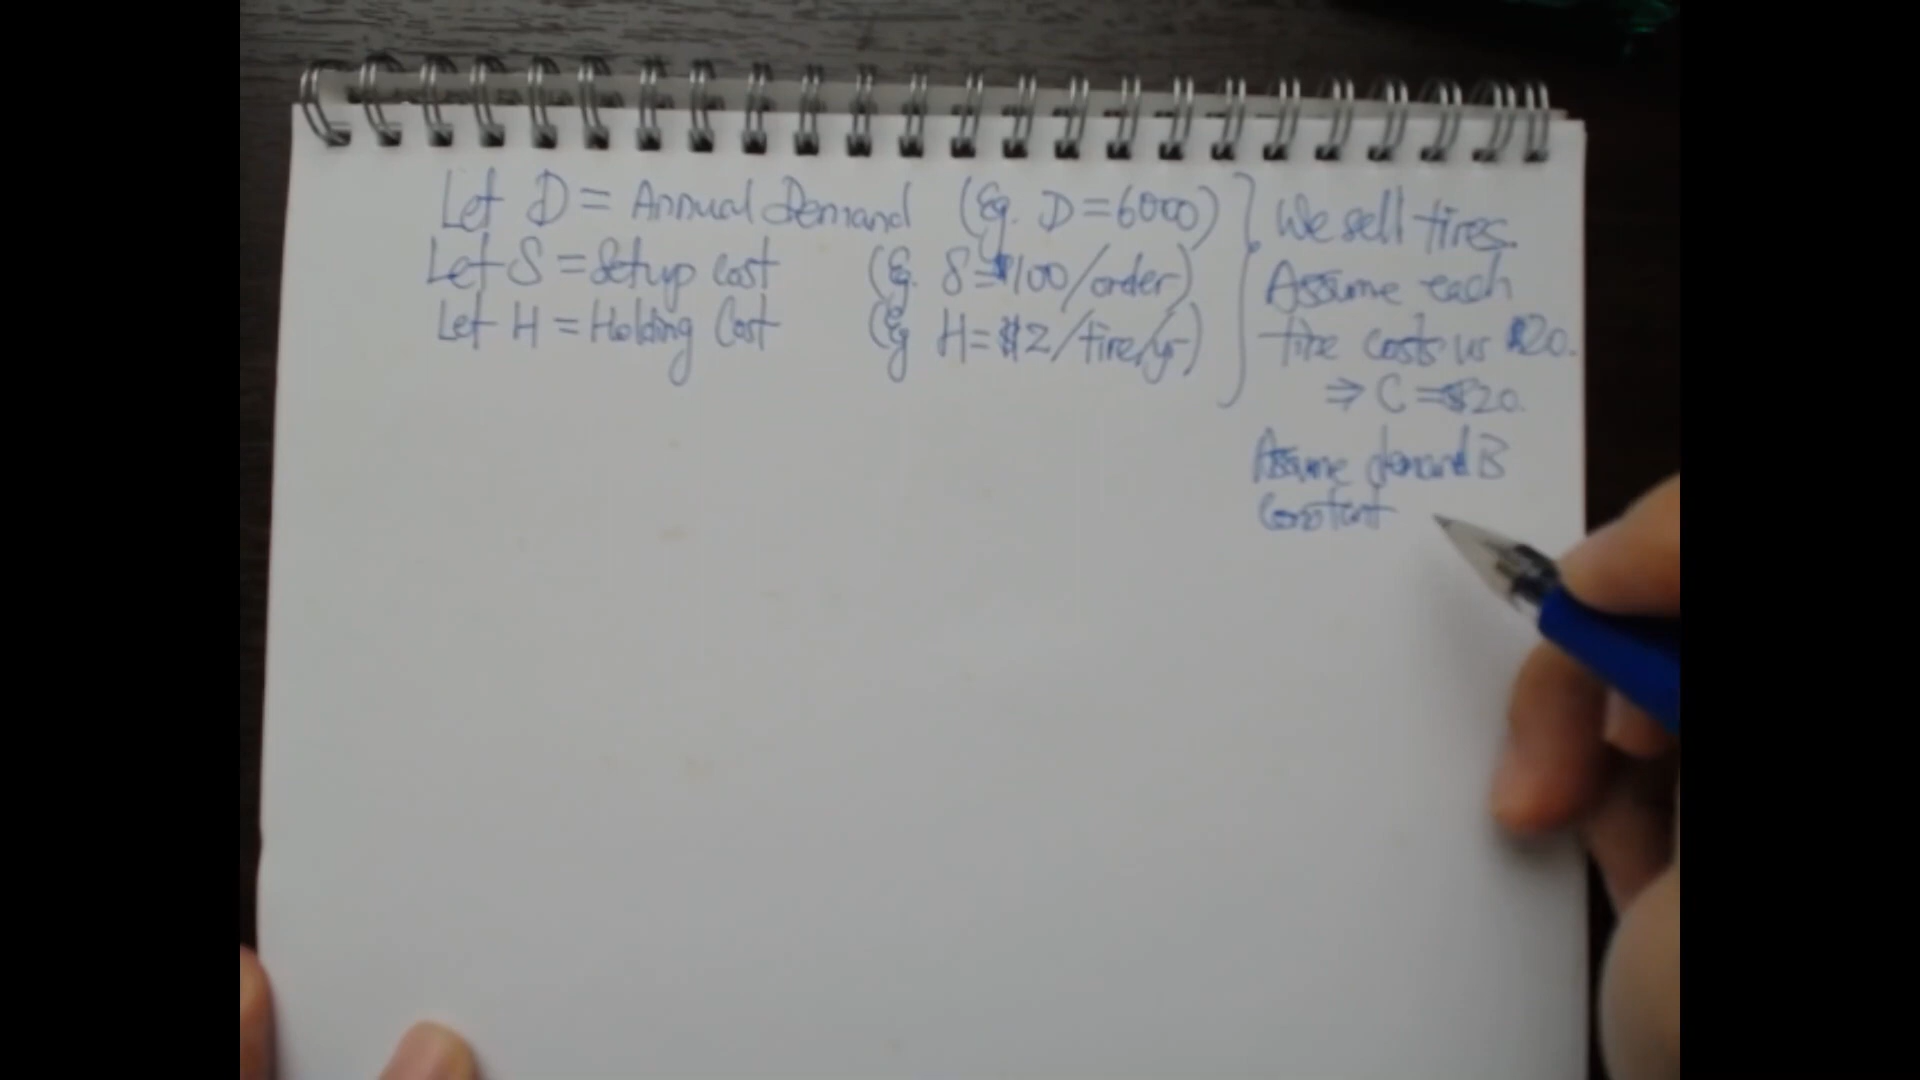 Let D = Annual Demand (Eg. D = 6000)
Let S = Setup cost (Eg. S = $100/order)
Let H = Holding Cost (Eg H = $2/tire/yr)
We sell tires.
Assume each
tire costs us $20.
⇒ C = $20.
Assume demand is
constant